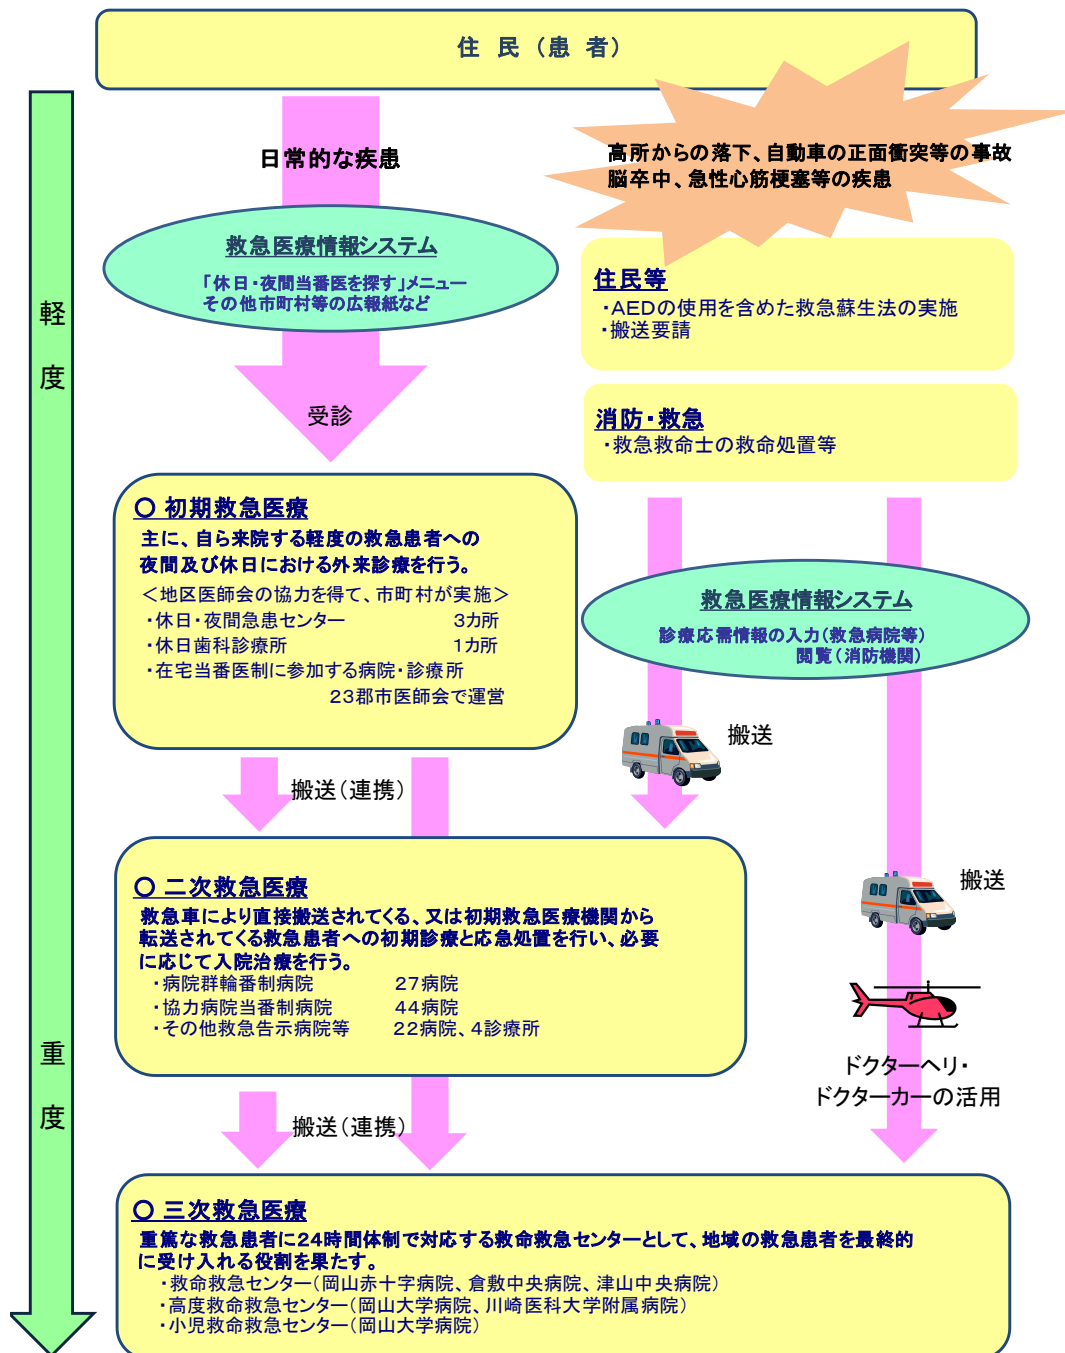 住 民 （患 者）
日常的な疾患
高所からの落下、自動車の正面衝突等の事故
脳卒中、急性心筋梗塞等の疾患
救急医療情報システム
「休日・夜間当番医を探す」メニュー
その他市町村等の広報紙など
住民等
・AEDの使用を含めた救急蘇生法の実施
・搬送要請
軽
度
受診
消防・救急
・救急救命士の救命処置等
○ 初期救急医療
主に、自ら来院する軽度の救急患者への
夜間及び休日における外来診療を行う。
＜地区医師会の協力を得て、市町村が実施＞
・休日・夜間急患センター 3カ所
・休日歯科診療所 1カ所
・在宅当番医制に参加する病院・診療所
23郡市医師会で運営
救急医療情報システム
診療応需情報の入力（救急病院等）
閲覧（消防機関）
搬送
搬送（連携）
○ 二次救急医療
救急車により直接搬送されてくる、又は初期救急医療機関から
転送されてくる救急患者への初期診療と応急処置を行い、必要
に応じて入院治療を行う。
・病院群輪番制病院 27病院
・協力病院当番制病院 44病院
・その他救急告示病院等 22病院、4診療所
搬送
ドクターヘリ・
ドクターカーの活用
重
度
搬送（連携）
○ 三次救急医療
重篤な救急患者に24時間体制で対応する救命救急センターとして、地域の救急患者を最終的
に受け入れる役割を果たす。
・救命救急センター（岡山赤十字病院、倉敷中央病院、津山中央病院）
・高度救命救急センター（岡山大学病院、川崎医科大学附属病院）
・小児救命救急センター（岡山大学病院）